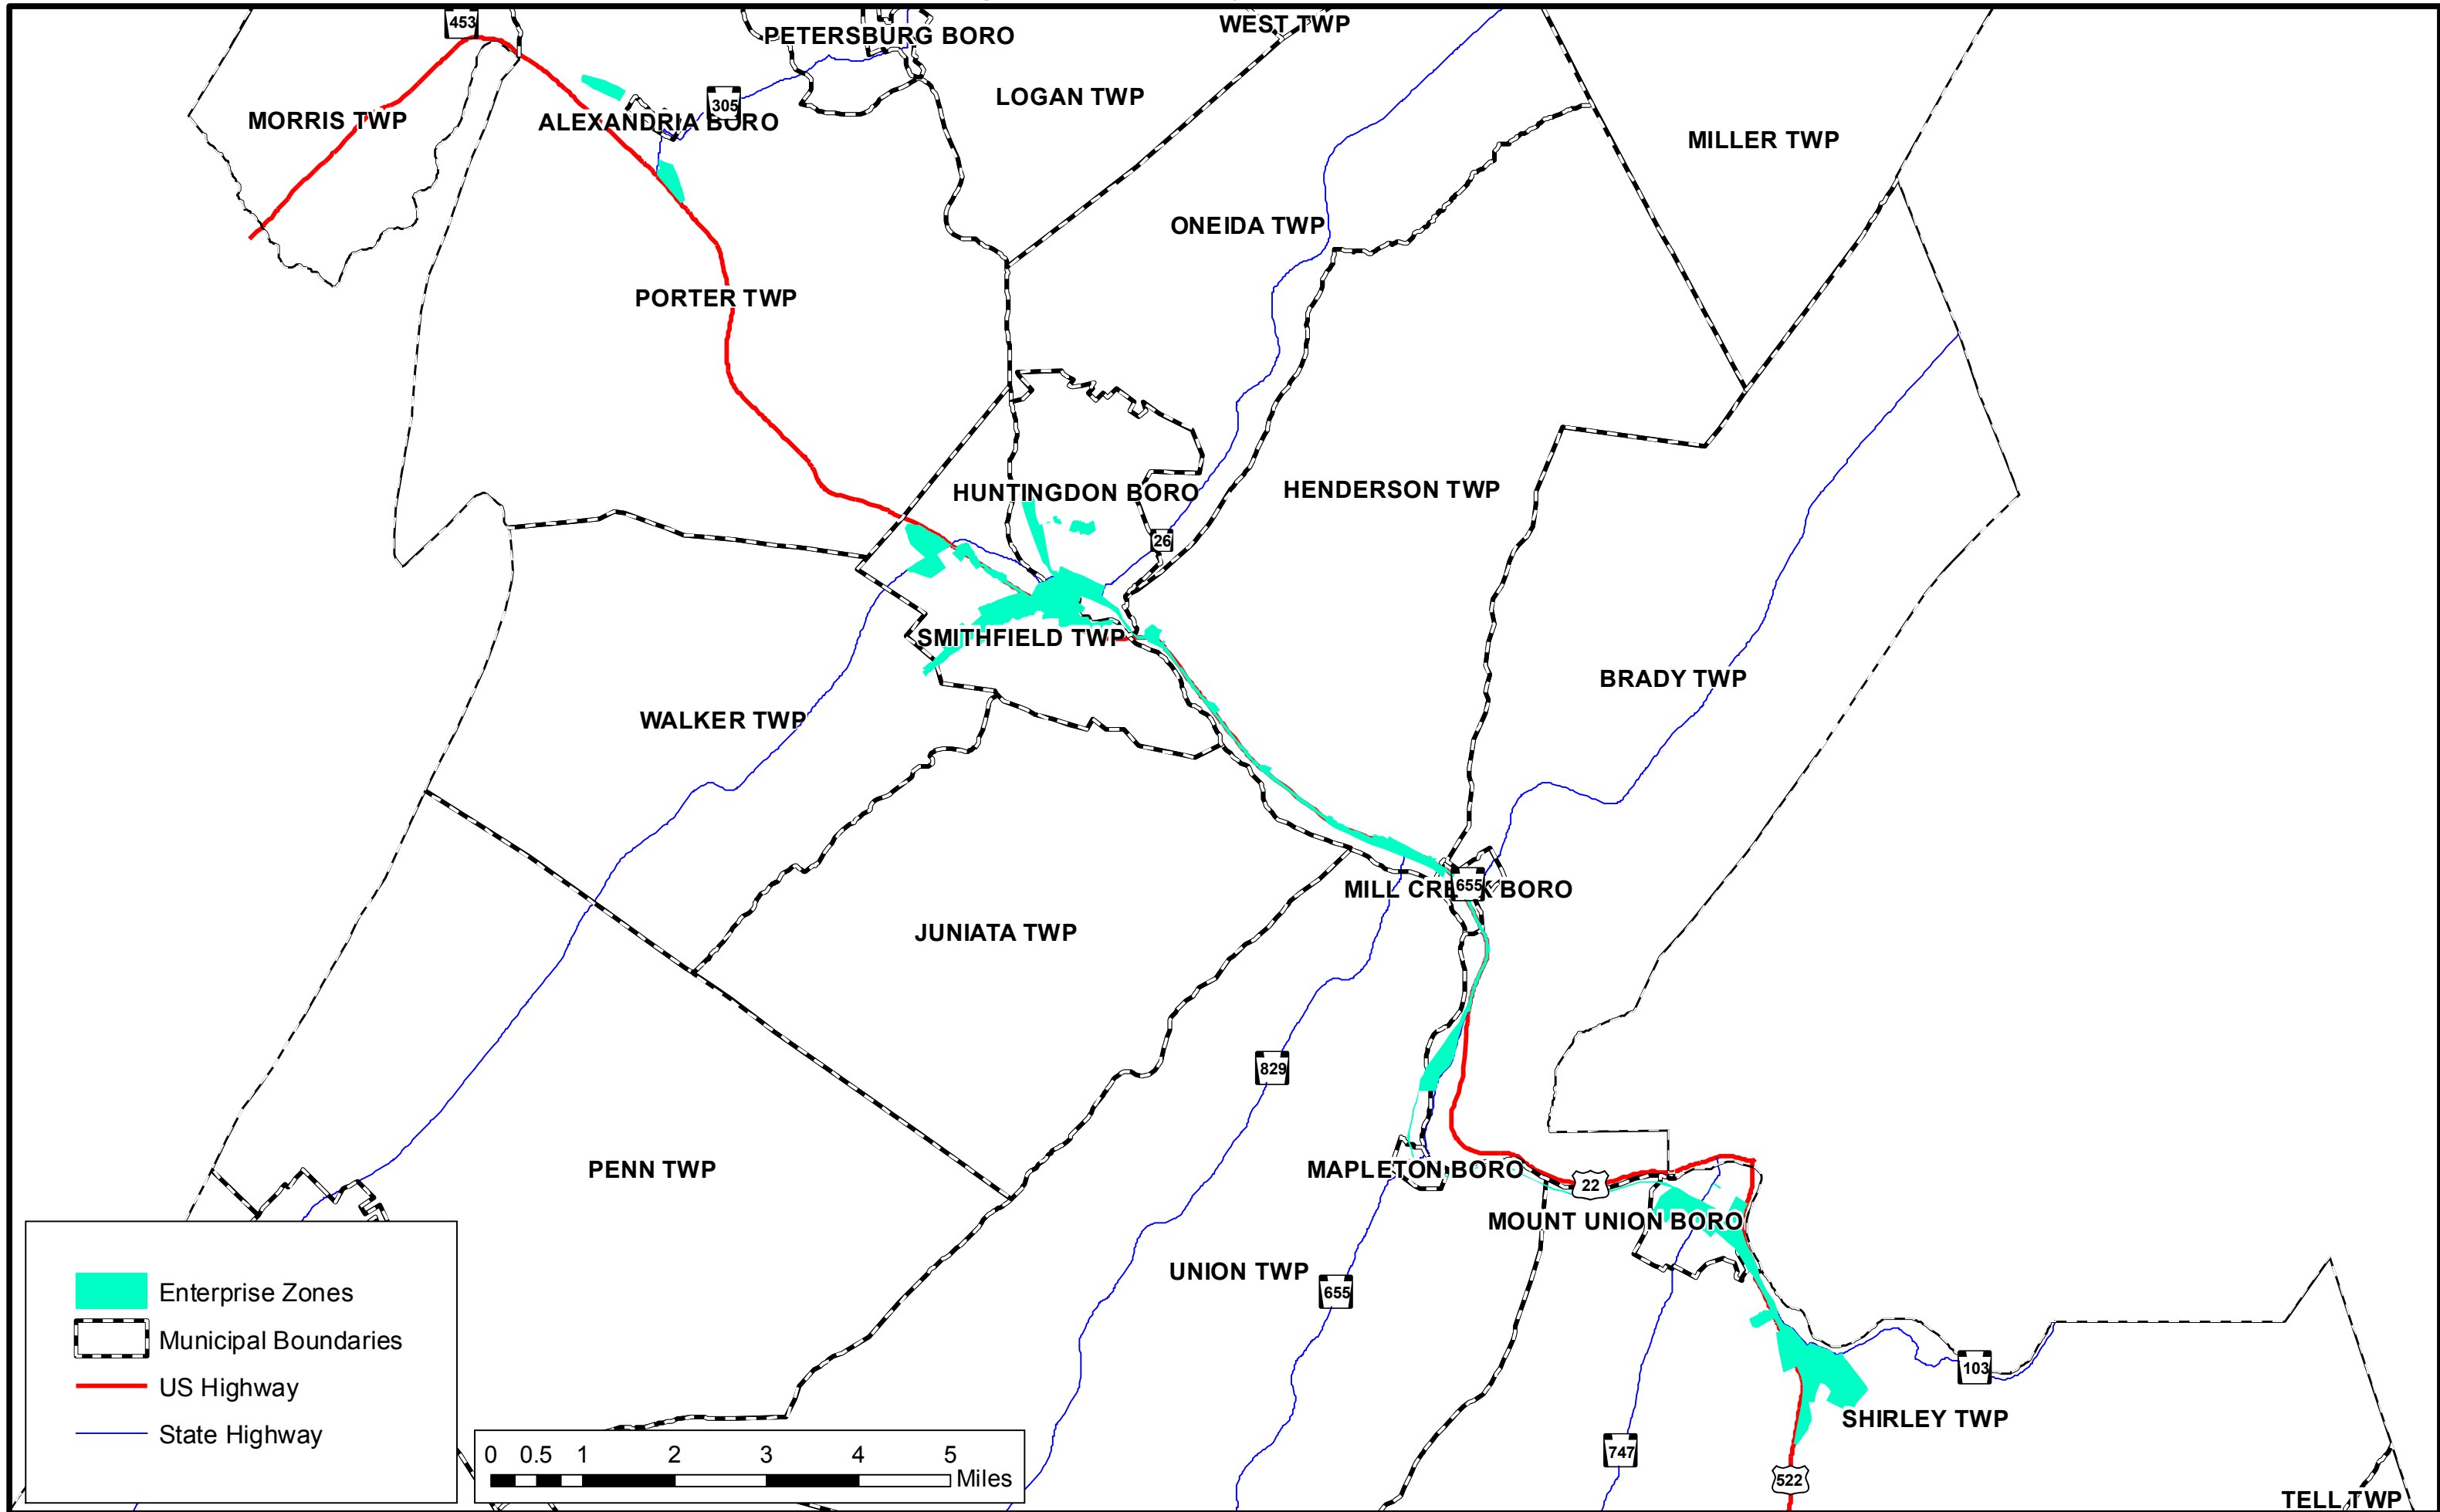 453
PETERSBURG BORO
WEST TWP
LOGAN TWP
305
MORRIS TWP
ALEXANDRIA BORO
MILLER TWP
ONEIDA TWP
PORTER TWP
HUNTINGDON BORO
HENDERSON TWP
26
SMITHFIELD TWP
BRADY TWP
WALKER TWP
655
MILL CREEK BORO
JUNIATA TWP
829
PENN TWP
MAPLETON BORO
22
MOUNT UNION BORO
UNION TWP
655
103
SHIRLEY TWP
747
522
TELL TWP
Enterprise Zones
Municipal Boundaries
US Highway
State Highway
0 0.5 1 2 3 4 5
Miles